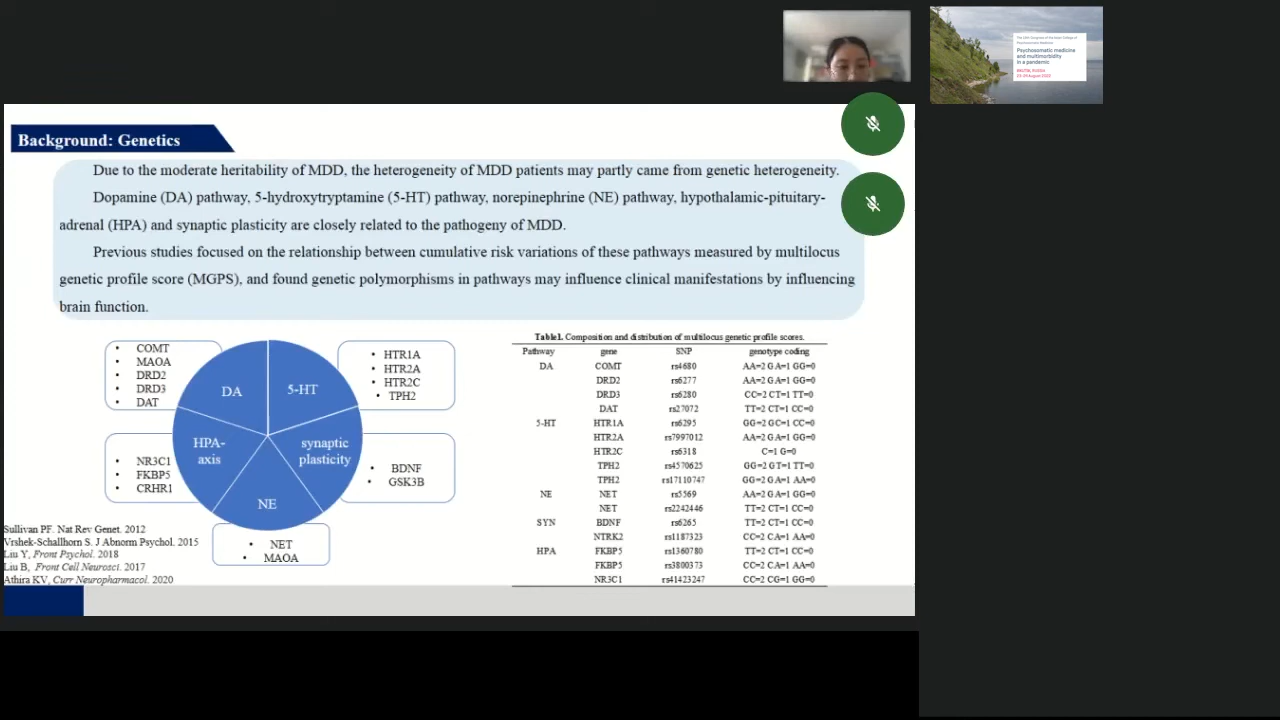 Psychosomatic medicine
and multimorbidity
in a pandemic
Background: Genetics
Due to the moderate heritability of MDD, the heterogeneity of MDD patients may partly came from genetic heterogeneity.
Dopamine (DA) pathway, 5-hydroxytryptamine (5-HT) pathway, norepinephrine (NE) pathway, hypothalamic-pituitary-
adrenal (HPA) and synaptic plasticity are closely related to the pathogeny of MDD.
Previous studies focused on the relationship between cumulative risk variations of these pathways measured by multilocus
genetic profile score (MGPS), and found genetic polymorphisms in pathways may influence clinical manifestations by influencing
brain function.
• COMT
• MAOA
• DRD2
• DRD3
• DAT
DA
5-HT
• HTR1A
• HTR2A
• HTR2C
• TPH2
• NR3C1
• FKBP5
• CRHR1
HPA-
axis
synaptic
plasticity
• BDNF
• GSK3B
NE
• NET
• MAOA
Sullivan PF. Nat Rev Genet. 2012
Vrshek-Schallhorn S. J Abnorm Psychol. 2015
Liu Y, Front Psychol. 2018
Liu B, Front Cell Neurosci. 2017
Athira KV, Curr Neuropharmacol. 2020
Table1. Composition and distribution of multilocus genetic profile scores.
Pathway gene SNP genotype coding
DA COMT rs4680 AA=2 GA=1 GG=0
DRD2 rs6277 AA=2 GA=1 GG=0
DRD3 rs6280 CC=2 CT=1 TT=0
DAT rs27072 TT=2 CT=1 CC=0
5-HT HTR1A rs6295 GG=2 GC=1 CC=0
HTR2A rs7997012 AA=2 GA=1 GG=0
HTR2C rs6318 C=1 G=0
TPH2 rs4570625 GG=2 GT=1 TT=0
TPH2 rs17110747 GG=2 GA=1 AA=0
NE NET rs5569 AA=2 GA=1 GG=0
NET rs2242446 TT=2 CT=1 CC=0
SYN BDNF rs6265 TT=2 CT=1 CC=0
NTRK2 rs1187323 CC=2 CA=1 AA=0
HPA FKBP5 rs1360780 TT=2 CT=1 CC=0
FKBP5 rs3800373 CC=2 CA=1 AA=0
NR3C1 rs41423247 CC=2 CG=1 GG=0